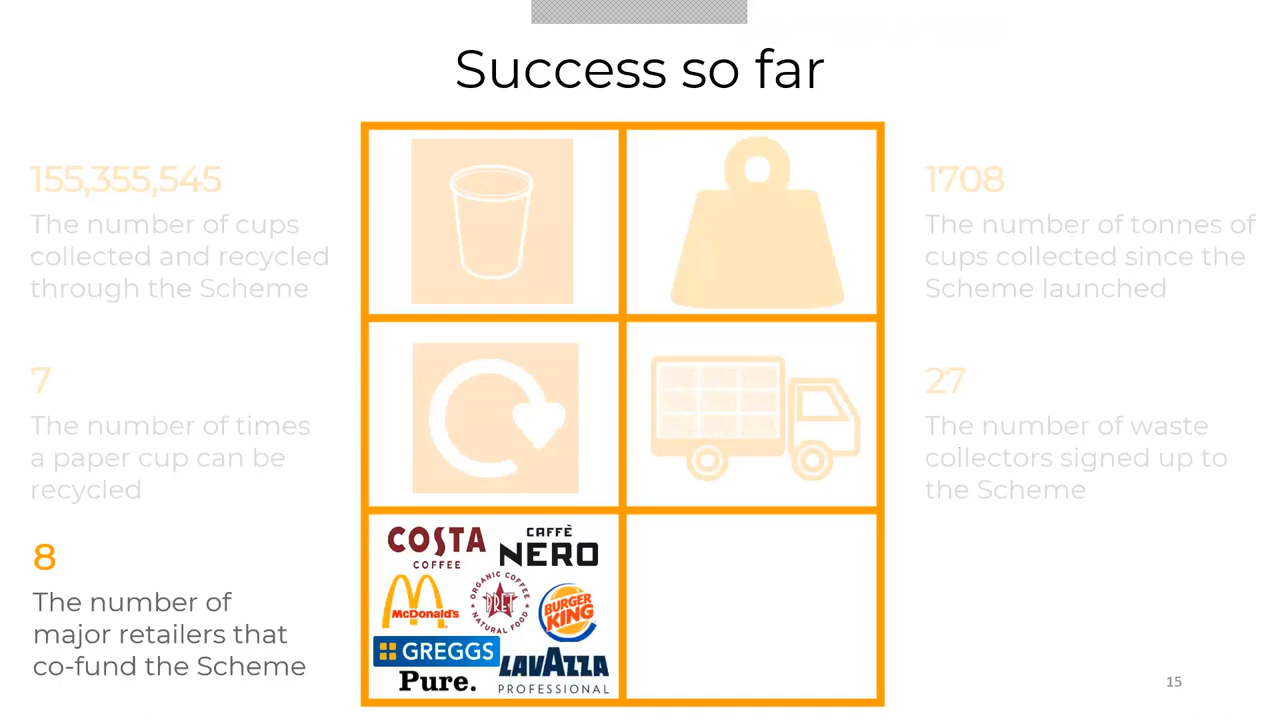 Success so far
155,355,545
The number of cups
collected and recycled
through the Scheme
1708
The number of tonnes of
cups collected since the
Scheme launched
7
The number of times
a paper cup can be
recycled
27
The number of waste
collectors signed up to
the Scheme
8
The number of
major retailers that
co-fund the Scheme
COSTA
COFFEE
CAFFÈ
NERO
McDonald's
ORGANIC COFFEE
PRET
NATURAL FOOD
BURGER
KING
GREGGS
LAVAZZA
PROFESSIONAL
Pure.
15